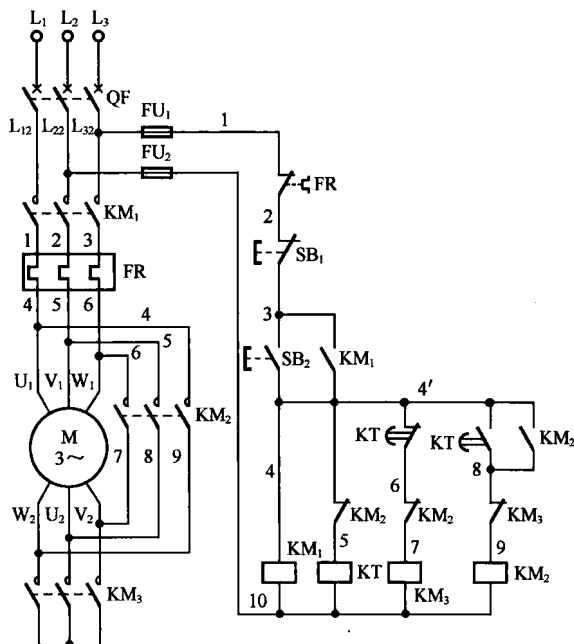 L₁ L₂ L₃
QF
L₁₂ L₂₂ L₃₂
FU₁ 1
FU₂
FR
KM₁
2
1 2 3
SB₁
FR
4 5 6
3
4
5
6
SB₂ KM₁
U₁ V₁ W₁
4'
KM₂
KT KT KM₂
M
3～
7 8 9
4
6
8
W₂ U₂ V₂
KM₂ KM₂ KM₃
5 7 9
KM₁ KT KM₃ KM₂
KM₃
10